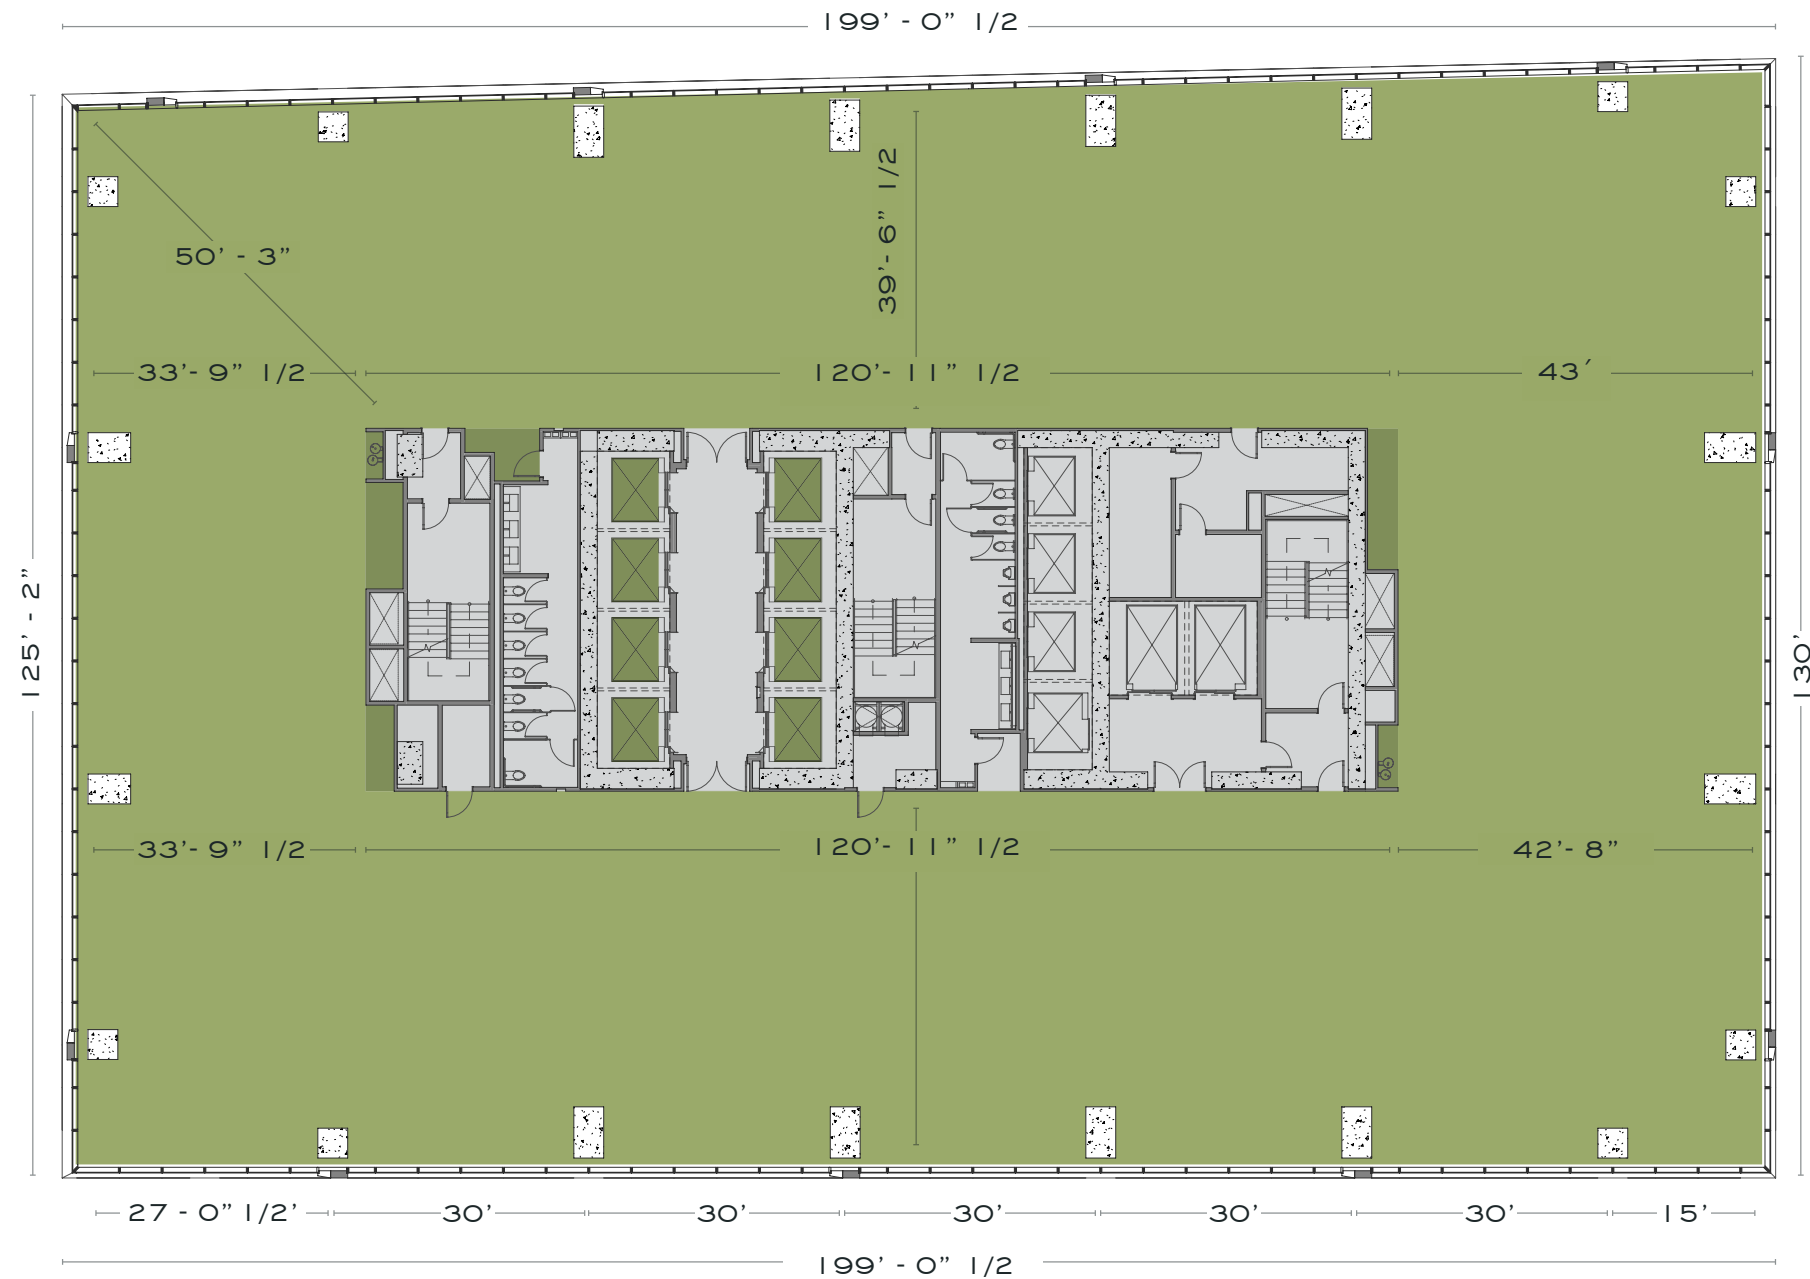 199’ - 0” 1/2
39’- 6” 1/2
50’ - 3”
33’- 9” 1/2
120’- 11” 1/2
43′
125’ - 2”
130’
33’- 9” 1/2
120’- 11” 1/2
42’- 8”
27 - 0” 1/2’
30’
30’
30’
30’
30’
15’
199’ - 0” 1/2